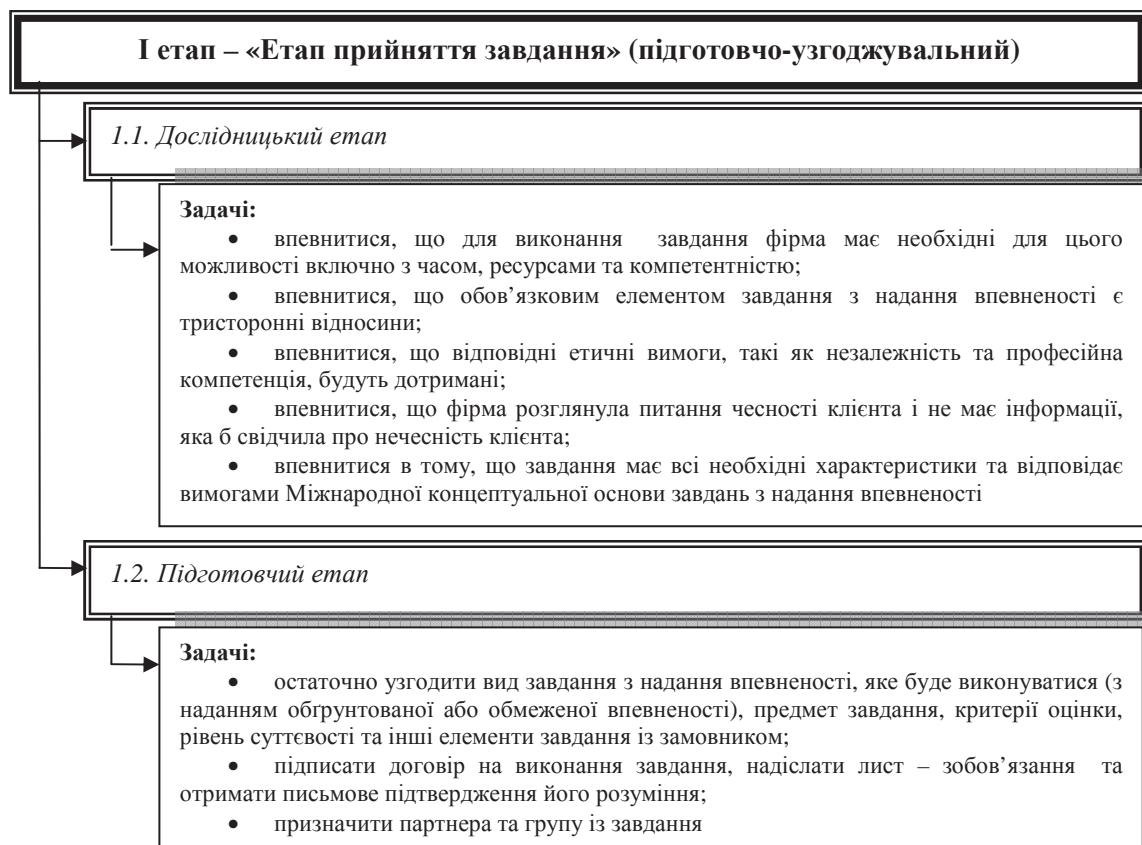 І етап – «Етап прийняття завдання» (підготовчо-узгоджувальний)
1.1. Дослідницький етап
Задачі:
• впевнитися, що для виконання завдання фірма має необхідні для цього
можливості включно з часом, ресурсами та компетентністю;
• впевнитися, що обов’язковим елементом завдання з надання впевненості є
тристоронні відносини;
• впевнитися, що відповідні етичні вимоги, такі як незалежність та професійна
компетенція, будуть дотримані;
• впевнитися, що фірма розглянула питання чесності клієнта і не має інформації,
яка б свідчила про нечесність клієнта;
• впевнитися в тому, що завдання має всі необхідні характеристики та відповідає
вимогами Міжнародної концептуальної основи завдань з надання впевненості
1.2. Підготовчий етап
Задачі:
• остаточно узгодити вид завдання з надання впевненості, яке буде виконуватися (з
наданням обґрунтованої або обмеженої впевненості), предмет завдання, критерії оцінки,
рівень суттєвості та інші елементи завдання із замовником;
• підписати договір на виконання завдання, надіслати лист – зобов’язання та
отримати письмове підтвердження його розуміння;
• призначити партнера та групу із завдання